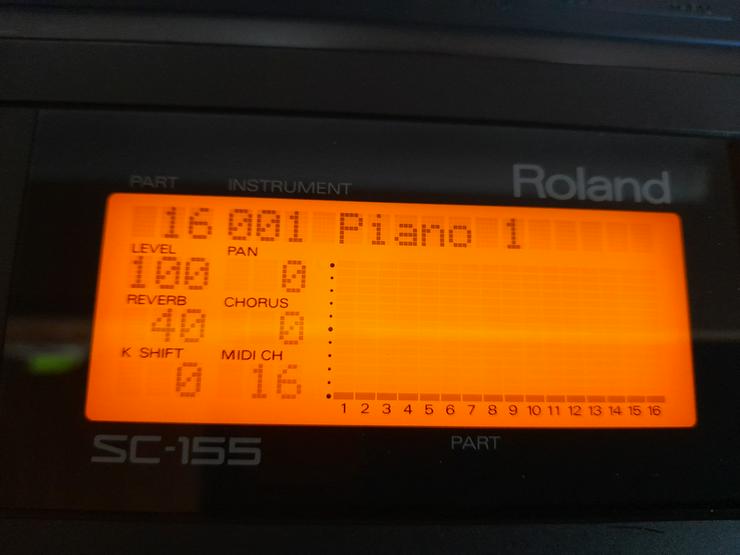 PART INSTRUMENT Roland
16 001 Piano 1
LEVEL PAN
100 0
REVERB CHORUS
40 0
K SHIFT MIDI CH
0 16
1 2 3 4 5 6 7 8 9 10 11 12 13 14 15 16
SC-155 PART